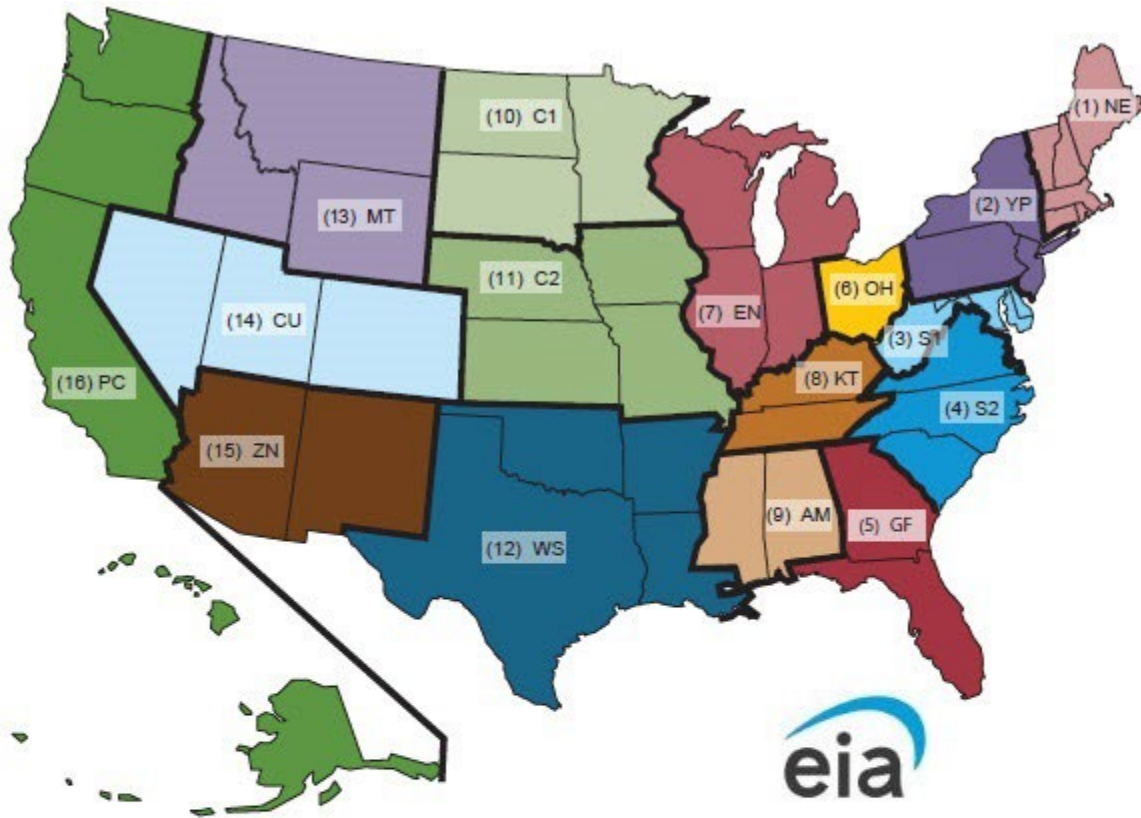 (1) NE
(10) C1
(2) YP
(13) MT
(11) C2
(6) OH
(7) EN
(14) CU
(3) S1
(16) PC
(8) KT
(4) S2
(15) ZN
(9) AM
(5) GF
(12) WS
eia